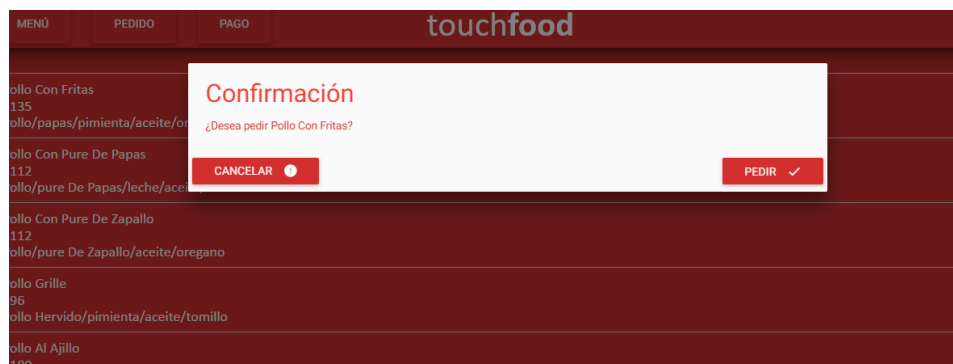 MENÚ PEDIDO PAGO touchfood
ollo Con Fritas
135
ollo/papas/pimienta/aceite/or
Confirmación
¿Desea pedir Pollo Con Fritas?
CANCELAR PEDIR
ollo Con Pure De Papas
112
ollo/pure De Papas/leche/acei
ollo Con Pure De Zapallo
112
ollo/pure De Zapallo/aceite/oregano
ollo Grille
96
ollo Hervido/pimienta/aceite/tomillo
ollo Al Ajillo